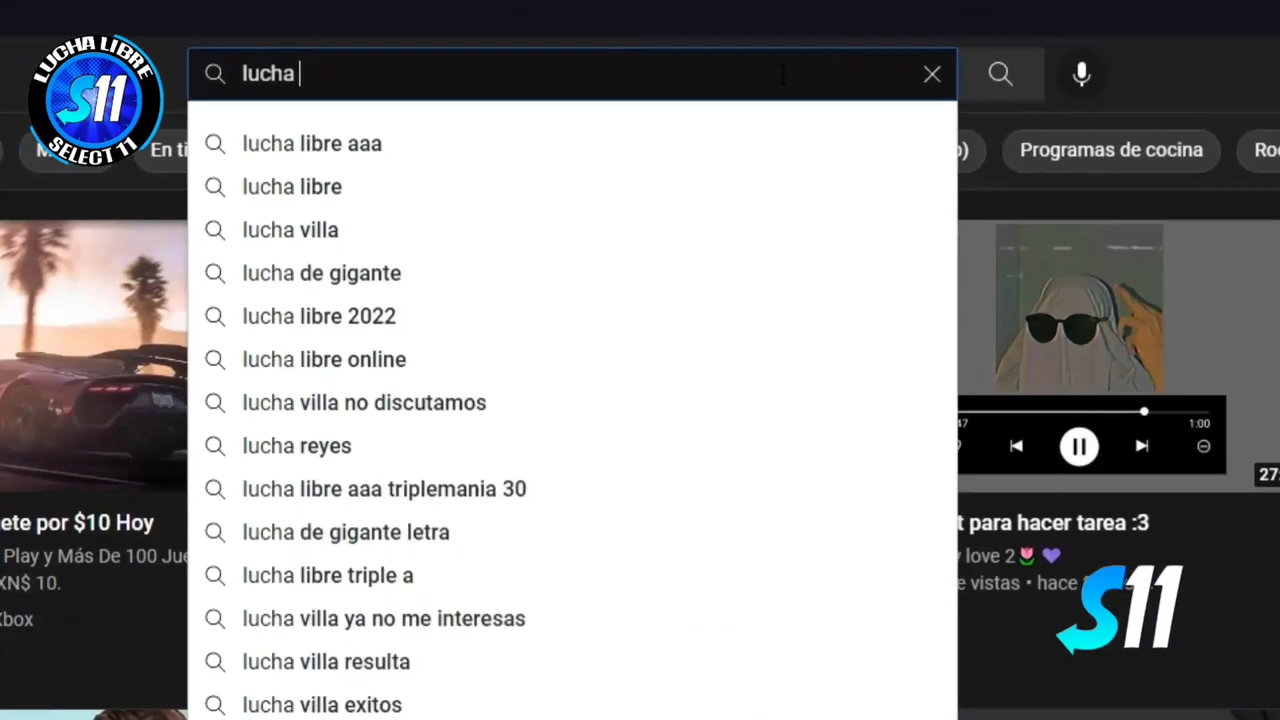 LUCHA LIBRE
S11
SELECT 11
lucha
En ti
Programas de cocina
lucha libre aaa
lucha libre
lucha villa
lucha de gigante
lucha libre 2022
lucha libre online
lucha villa no discutamos
lucha reyes
lucha libre aaa triplemania 30
lucha de gigante letra
lucha libre triple a
lucha villa ya no me interesas
lucha villa resulta
lucha villa exitos
ete por $10 Hoy
Play y Más De 100 Jue
XN$ 10.
Xbox
47
1:00
27:
t para hacer tarea :3
y love 2🌷💜
e vistas • hace
S11